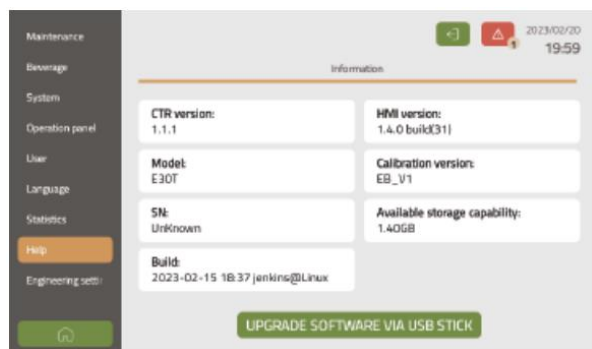 Maintenance
Beverage
System
Operation panel
User
Language
Statistics
Help
Engineering setti
2023/02/20
19:59
1
Information
CTR version:
1.1.1
HMI version:
1.4.0 build(31)
Model:
E30T
Calibration version:
EB_V1
SN:
UnKnown
Available storage capability:
1.40GB
Build:
2023-02-15 18:37 jenkins@Linux
UPGRADE SOFTWARE VIA USB STICK